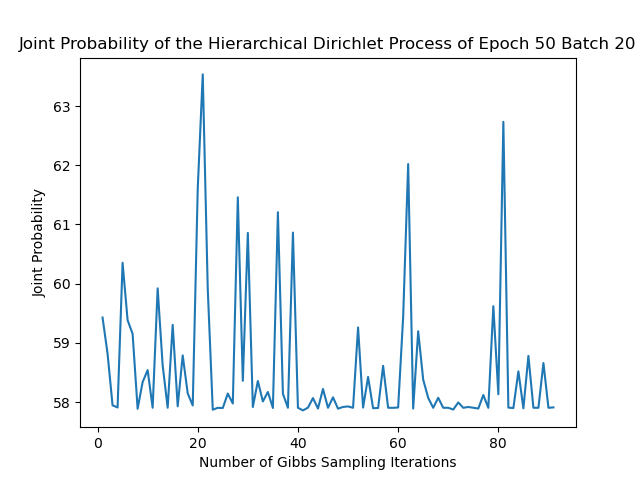 Joint Probability of the Hierarchical Dirichlet Process of Epoch 50 Batch 20
63
62
61
60
59
58
Joint Probability
0 20 40 60 80
Number of Gibbs Sampling Iterations